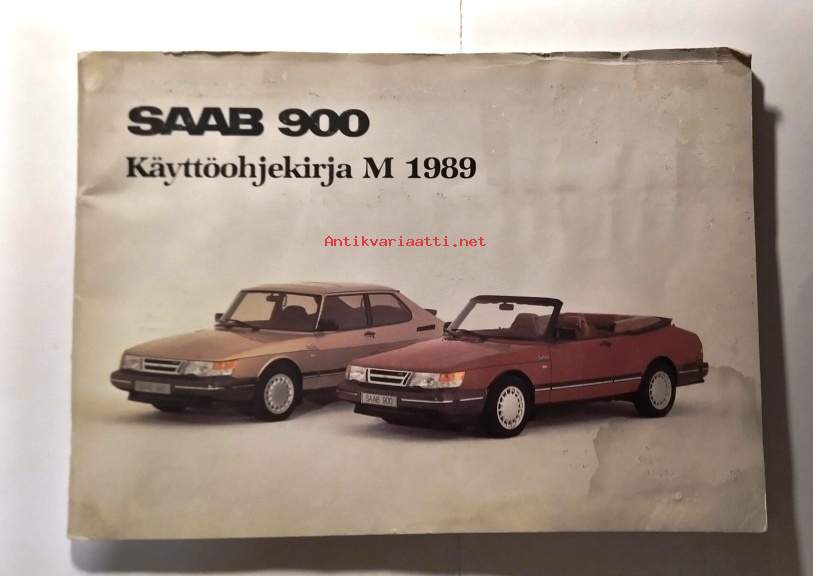 SAAB 900
Käyttöohjekirja M 1989
Antikvariaatti.net
SAAB 900